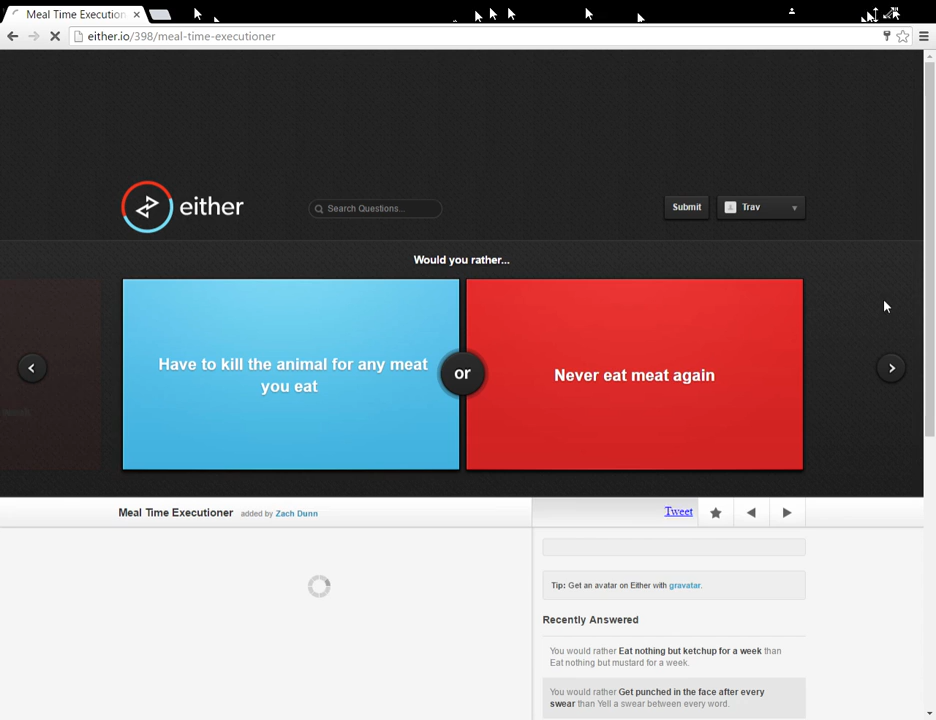 Meal Time Execution
either.io/398/meal-time-executioner
either
Search Questions...
Submit
Trav
Would you rather...
Have to kill the animal for any meat
you eat
or
Never eat meat again
Meal Time Executioner added by Zach Dunn
Tweet
Tip: Get an avatar on Either with gravatar.
Recently Answered
You would rather Eat nothing but ketchup for a week than
Eat nothing but mustard for a week.
You would rather Get punched in the face after every
swear than Yell a swear between every word.